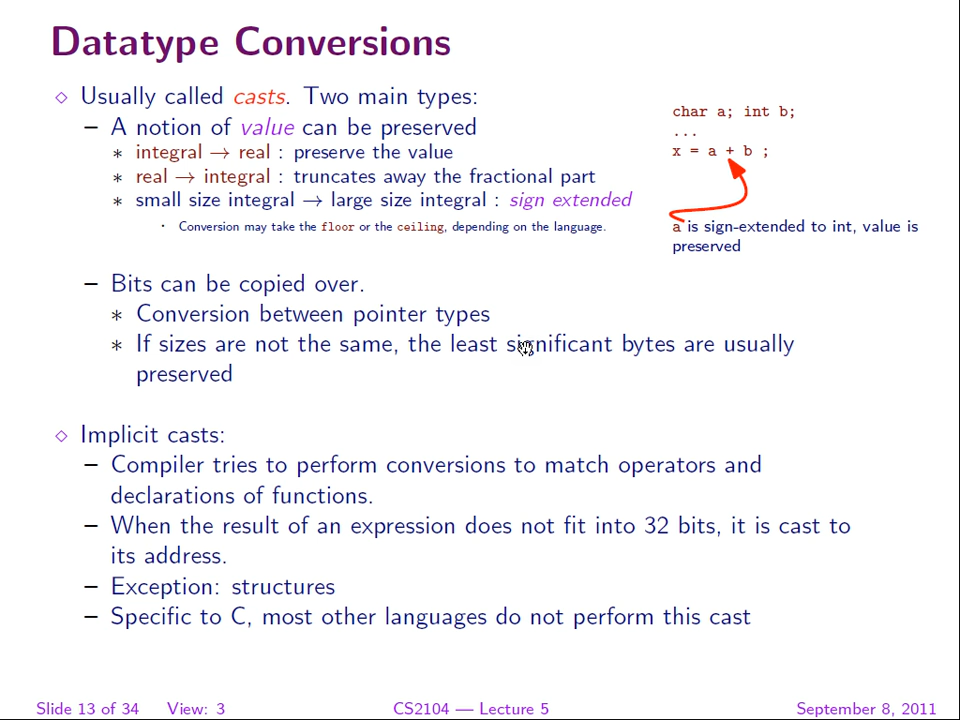 Datatype Conversions
◇ Usually called casts. Two main types:
– A notion of value can be preserved
∗ integral → real : preserve the value
∗ real → integral : truncates away the fractional part
∗ small size integral → large size integral : sign extended
· Conversion may take the floor or the ceiling, depending on the language.
char a; int b;
...
x = a + b ;
a is sign-extended to int, value is
preserved
– Bits can be copied over.
∗ Conversion between pointer types
∗ If sizes are not the same, the least significant bytes are usually
preserved
◇ Implicit casts:
– Compiler tries to perform conversions to match operators and
declarations of functions.
– When the result of an expression does not fit into 32 bits, it is cast to
its address.
– Exception: structures
– Specific to C, most other languages do not perform this cast
Slide 13 of 34 View: 3 CS2104 — Lecture 5 September 8, 2011